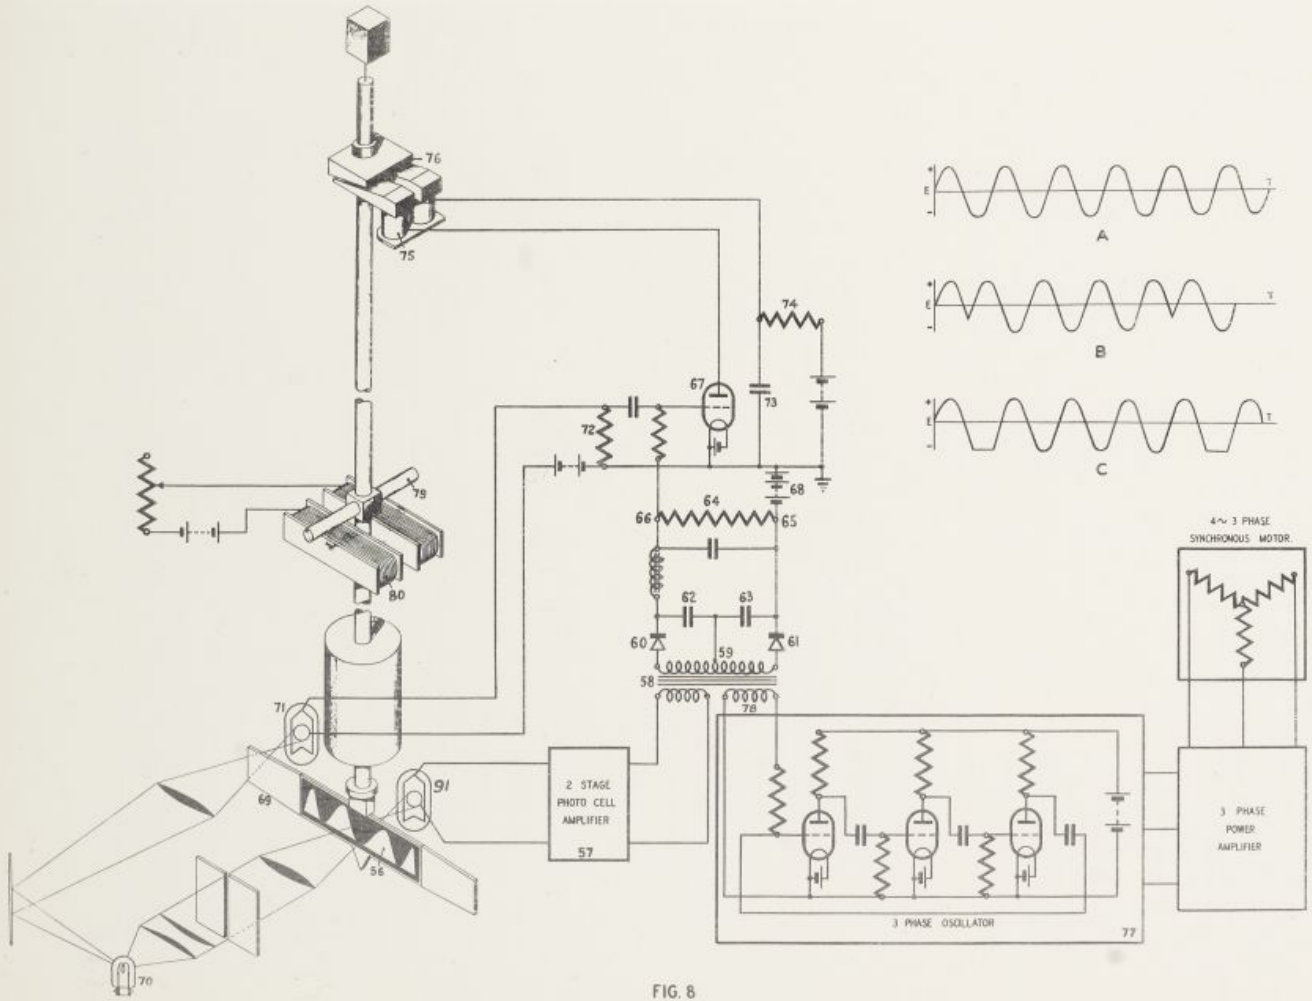 76
75
+
E
T
-
A
+
E
T
-
B
+
E
T
-
C
74
67
73
72
68
79
64
66
65
80
62
63
60
61
59
58
78
4~ 3 PHASE
SYNCHRONOUS MOTOR.
71
91
69
56
2 STAGE
PHOTO CELL
AMPLIFIER
57
3 PHASE
POWER
AMPLIFIER
3 PHASE OSCILLATOR
77
70
FIG. 8